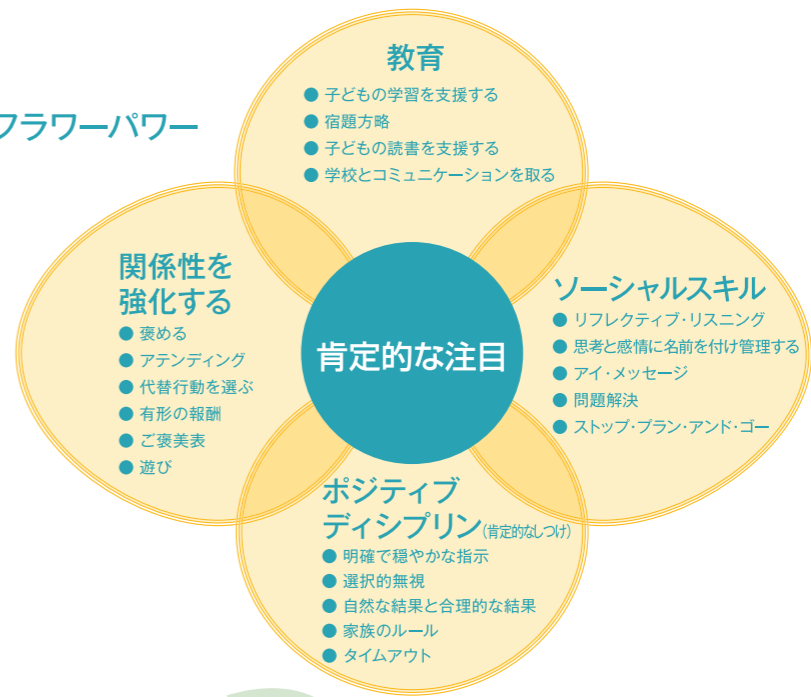 フラワーパワー
教育
● 子どもの学習を支援する
● 宿題方略
● 子どもの読書を支援する
● 学校とコミュニケーションを取る
関係性を
強化する
● 褒める
● アテンディング
● 代替行動を選ぶ
● 有形の報酬
● ご褒美表
● 遊び
肯定的な注目
ソーシャルスキル
● リフレクティブ・リスニング
● 思考と感情に名前を付け管理する
● アイ・メッセージ
● 問題解決
● ストップ・プラン・アンド・ゴー
ポジティブ
ディシプリン(肯定的なしつけ)
● 明確で穏やかな指示
● 選択的無視
● 自然な結果と合理的な結果
● 家族のルール
● タイムアウト